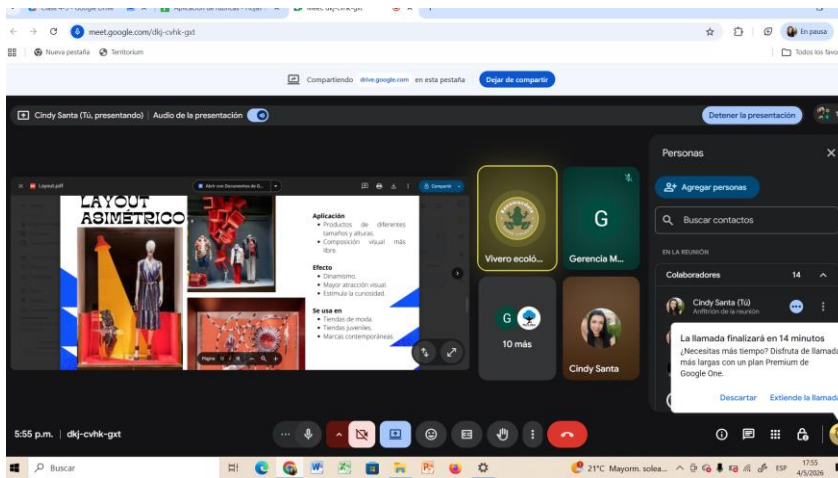 meet.google.com/dkj-cvhk-gxt
En pausa
Nueva pestaña
Territorium
Todos los favo
Compartiendo drive.google.com en esta pestaña
Dejar de compartir
Cindy Santa (Tú, presentando)
Audio de la presentación
Detener la presentación
Layout.pdf
Abrir con Documentos de G...
Compartir
LAYOUT
ASIMÉTRICO
Aplicación
Productos de diferentes
tamaños y alturas.
Composición visual más
libre.
Efecto
Dinamismo.
Mayor atracción visual.
Estimula la curiosidad.
Se usa en
Tiendas de moda.
Tiendas juveniles.
Marcas contemporáneas.
Página
Vivero ecoló...
G
Gerencia M...
G
10 más
Cindy Santa
Personas
Agregar personas
Buscar contactos
EN LA REUNIÓN
Colaboradores 14
Cindy Santa (Tú)
Anfitrión de la reunión
La llamada finalizará en 14 minutos
¿Necesitas más tiempo? Disfruta de llamada
más largas con un plan Premium de
Google One.
Descartar
Extiende la llamada
5:55 p.m. | dkj-cvhk-gxt
Buscar
21°C Mayorm. solea...
ESP
17:55
4/5/2026